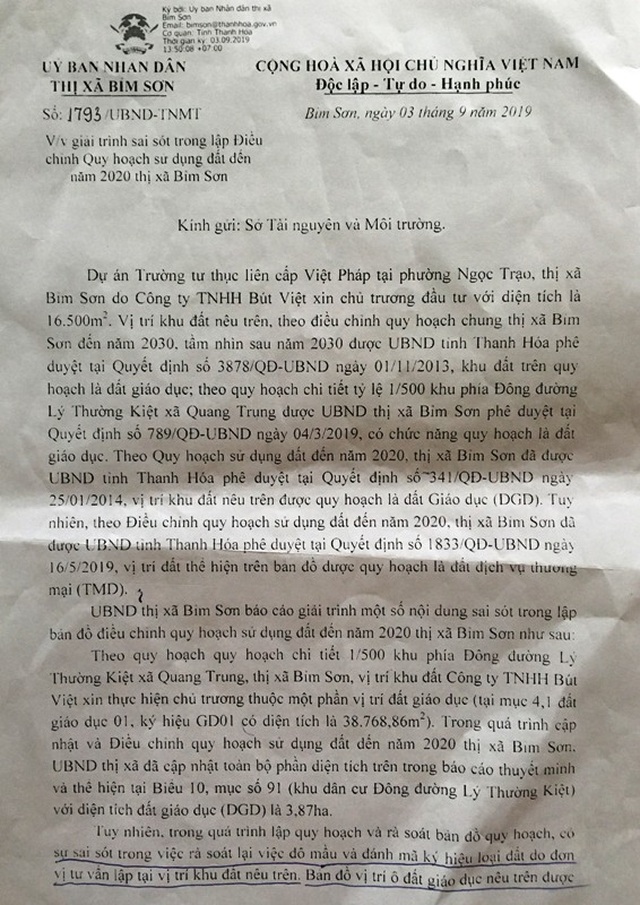 Ký bởi: Ủy ban Nhân dân thị xã
Bỉm Sơn
Email: bimson@thanhhoa.gov.vn
Cơ quan: Tỉnh Thanh Hóa
Thời gian ký: 03.09.2019
13:50:08 +07:00
UỶ BAN NHÂN DÂN
THỊ XÃ BỈM SƠN
CỘNG HOÀ XÃ HỘI CHỦ NGHĨA VIỆT NAM
Độc lập - Tự do - Hạnh phúc
Số: 1793/UBND-TNMT
Bỉm Sơn, ngày 03 tháng 9 năm 2019
V/v giải trình sai sót trong lập Điều
chỉnh Quy hoạch sử dụng đất đến
năm 2020 thị xã Bỉm Sơn
Kính gửi: Sở Tài nguyên và Môi trường.
Dự án Trường tư thục liên cấp Việt Pháp tại phường Ngọc Trạo, thị xã
Bỉm Sơn do Công ty TNHH Bút Việt xin chủ trương đầu tư với diện tích là
16.500m². Vị trí khu đất nêu trên, theo điều chỉnh quy hoạch chung thị xã Bỉm
Sơn đến năm 2030, tầm nhìn sau năm 2030 được UBND tỉnh Thanh Hóa phê
duyệt tại Quyết định số 3878/QĐ-UBND ngày 01/11/2013, khu đất trên quy
hoạch là đất giáo dục; theo quy hoạch chi tiết tỷ lệ 1/500 khu phía Đông đường
Lý Thường Kiệt xã Quang Trung được UBND thị xã Bỉm Sơn phê duyệt tại
Quyết định số 789/QĐ-UBND ngày 04/3/2019, có chức năng quy hoạch là đất
giáo dục. Theo Quy hoạch sử dụng đất đến năm 2020, thị xã Bỉm Sơn đã được
UBND tỉnh Thanh Hóa phê duyệt tại Quyết định số 341/QĐ-UBND ngày
25/01/2014, vị trí khu đất nêu trên được quy hoạch là đất Giáo dục (DGD). Tuy
nhiên, theo Điều chỉnh quy hoạch sử dụng đất đến năm 2020, thị xã Bỉm Sơn đã
được UBND tỉnh Thanh Hóa phê duyệt tại Quyết định số 1833/QĐ-UBND ngày
16/5/2019, vị trí đất thể hiện trên bản đồ được quy hoạch là đất dịch vụ thương
mại (TMD).
UBND thị xã Bỉm Sơn báo cáo giải trình một số nội dung sai sót trong lập
bản đồ điều chỉnh quy hoạch sử dụng đất đến năm 2020 thị xã Bỉm Sơn như sau:
Theo quy hoạch quy hoạch chi tiết 1/500 khu phía Đông đường Lý
Thường Kiệt xã Quang Trung, thị xã Bỉm Sơn, vị trí khu đất Công ty TNHH Bút
Việt xin thực hiện chủ trương thuộc một phần vị trí đất giáo dục (tại mục 4,1 đất
giáo dục 01, ký hiệu GD01 có diện tích là 38.768,86m²). Trong quá trình cập
nhật và Điều chỉnh quy hoạch sử dụng đất đến năm 2020 thị xã Bỉm Sơn.
UBND thị xã đã cập nhật toàn bộ phần diện tích trên trong báo cáo thuyết minh
và thể hiện tại Biểu 10, mục số 91 (khu dân cư Đông đường Lý Thường Kiệt)
với diện tích đất giáo dục (DGD) là 3,87ha.
Tuy nhiên, trong quá trình lập quy hoạch và rà soát bản đồ quy hoạch, có
sự sai sót trong việc rà soát lại việc đổ mầu và đánh mã ký hiệu loại đất do đơn
vị tư vấn lập tại vị trí khu đất nêu trên. Bản đồ vị trí ô đất giáo dục nêu trên được